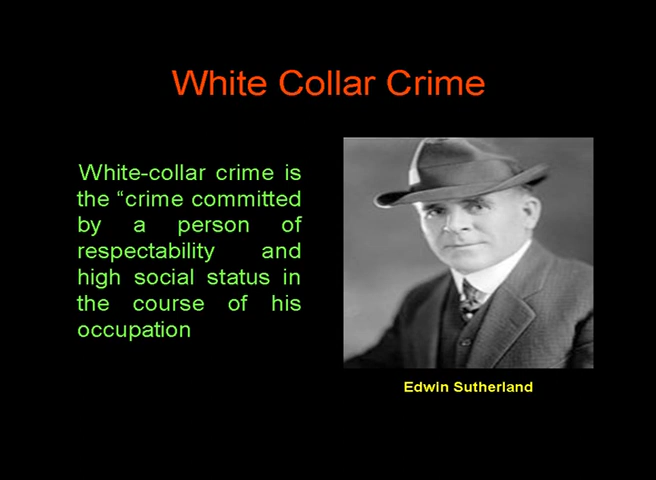 White Collar Crime
White-collar crime is
the “crime committed
by a person of
respectability and
high social status in
the course of his
occupation
Edwin Sutherland